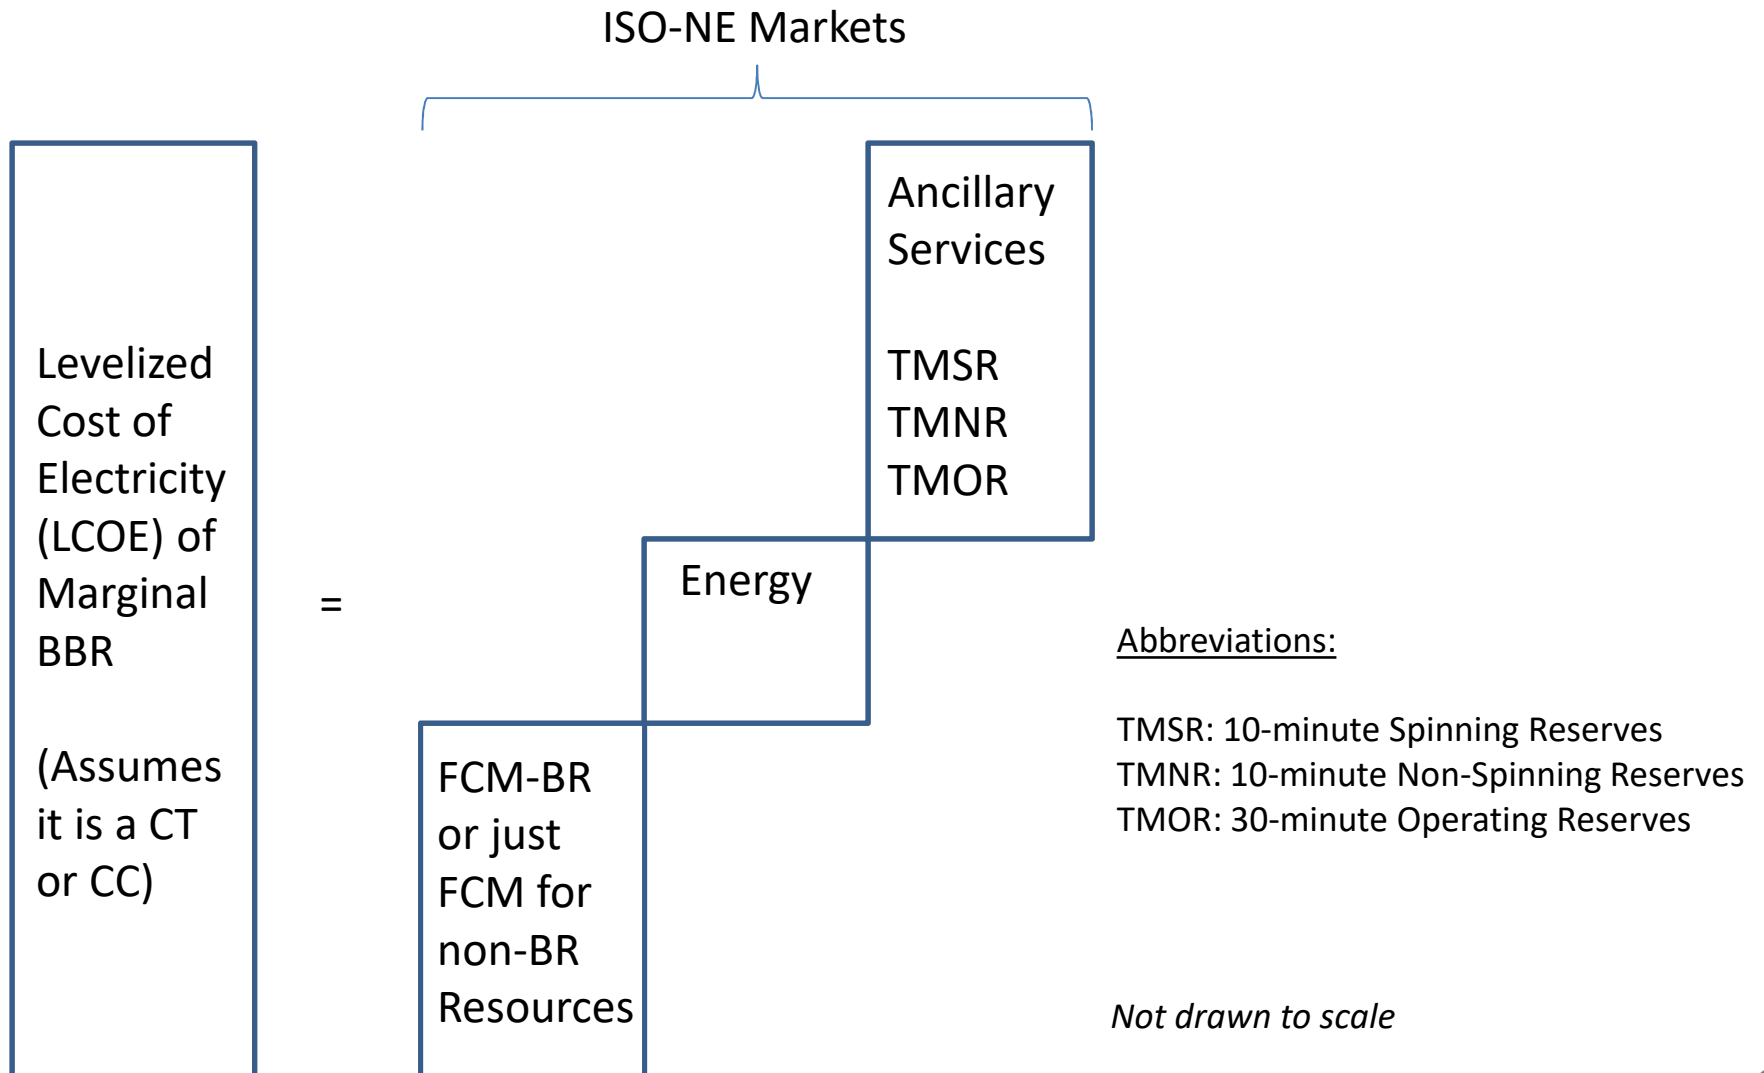 ISO-NE Markets
Levelized
Cost of
Electricity
(LCOE) of
Marginal
BBR
(Assumes
it is a CT
or CC)
=
FCM-BR
or just
FCM for
non-BR
Resources
Energy
Ancillary
Services
TMSR
TMNR
TMOR
Abbreviations:
TMSR: 10-minute Spinning Reserves
TMNR: 10-minute Non-Spinning Reserves
TMOR: 30-minute Operating Reserves
Not drawn to scale